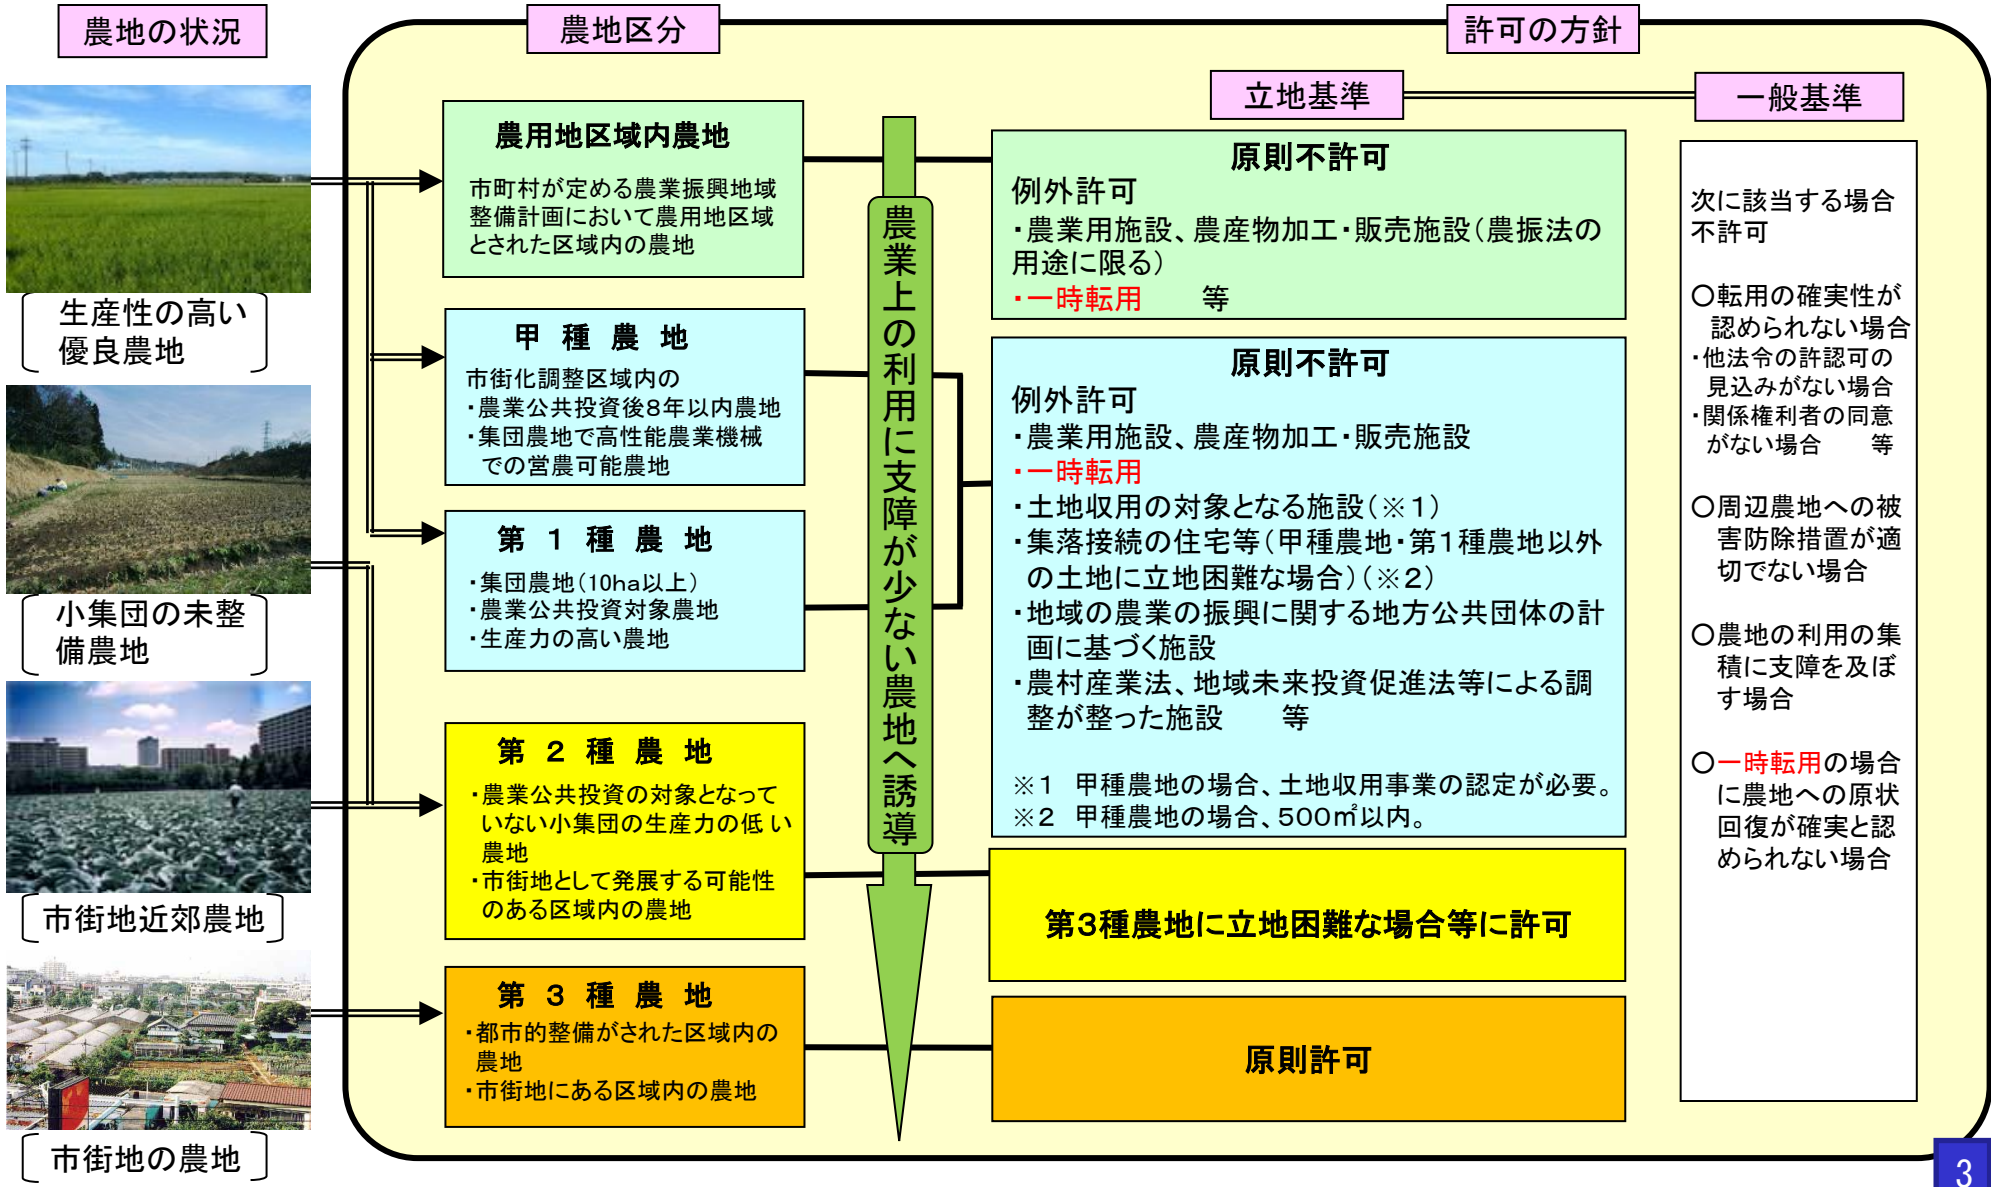 農地の状況
農地区分
許可の方針
立地基準
一般基準
生産性の高い
優良農地
小集団の未整
備農地
市街地近郊農地
市街地の農地
農用地区域内農地
市町村が定める農業振興地域
整備計画において農用地区域
とされた区域内の農地
甲 種 農 地
市街化調整区域内の
・農業公共投資後8年以内農地
・集団農地で高性能農業機械
での営農可能農地
第 1 種 農 地
・集団農地(10ha以上)
・農業公共投資対象農地
・生産力の高い農地
第 2 種 農 地
・農業公共投資の対象となって
いない小集団の生産力の低い
農地
・市街地として発展する可能性
のある区域内の農地
第 3 種 農 地
・都市的整備がされた区域内の
農地
・市街地にある区域内の農地
農業上の利用に支障が少ない農地へ誘導
原則不許可
例外許可
・農業用施設、農産物加工・販売施設(農振法の
用途に限る)
・一時転用 等
原則不許可
例外許可
・農業用施設、農産物加工・販売施設
・一時転用
・土地収用の対象となる施設(※1)
・集落接続の住宅等(甲種農地・第1種農地以外
の土地に立地困難な場合)(※2)
・地域の農業の振興に関する地方公共団体の計
画に基づく施設
・農村産業法、地域未来投資促進法等による調
整が整った施設 等
※1 甲種農地の場合、土地収用事業の認定が必要。
※2 甲種農地の場合、500㎡以内。
第3種農地に立地困難な場合等に許可
原則許可
次に該当する場合
不許可
〇転用の確実性が
認められない場合
・他法令の許認可の
見込みがない場合
・関係権利者の同意
がない場合 等
〇周辺農地への被
害防除措置が適
切でない場合
〇農地の利用の集
積に支障を及ぼ
す場合
〇一時転用の場合
に農地への原状
回復が確実と認
められない場合
3